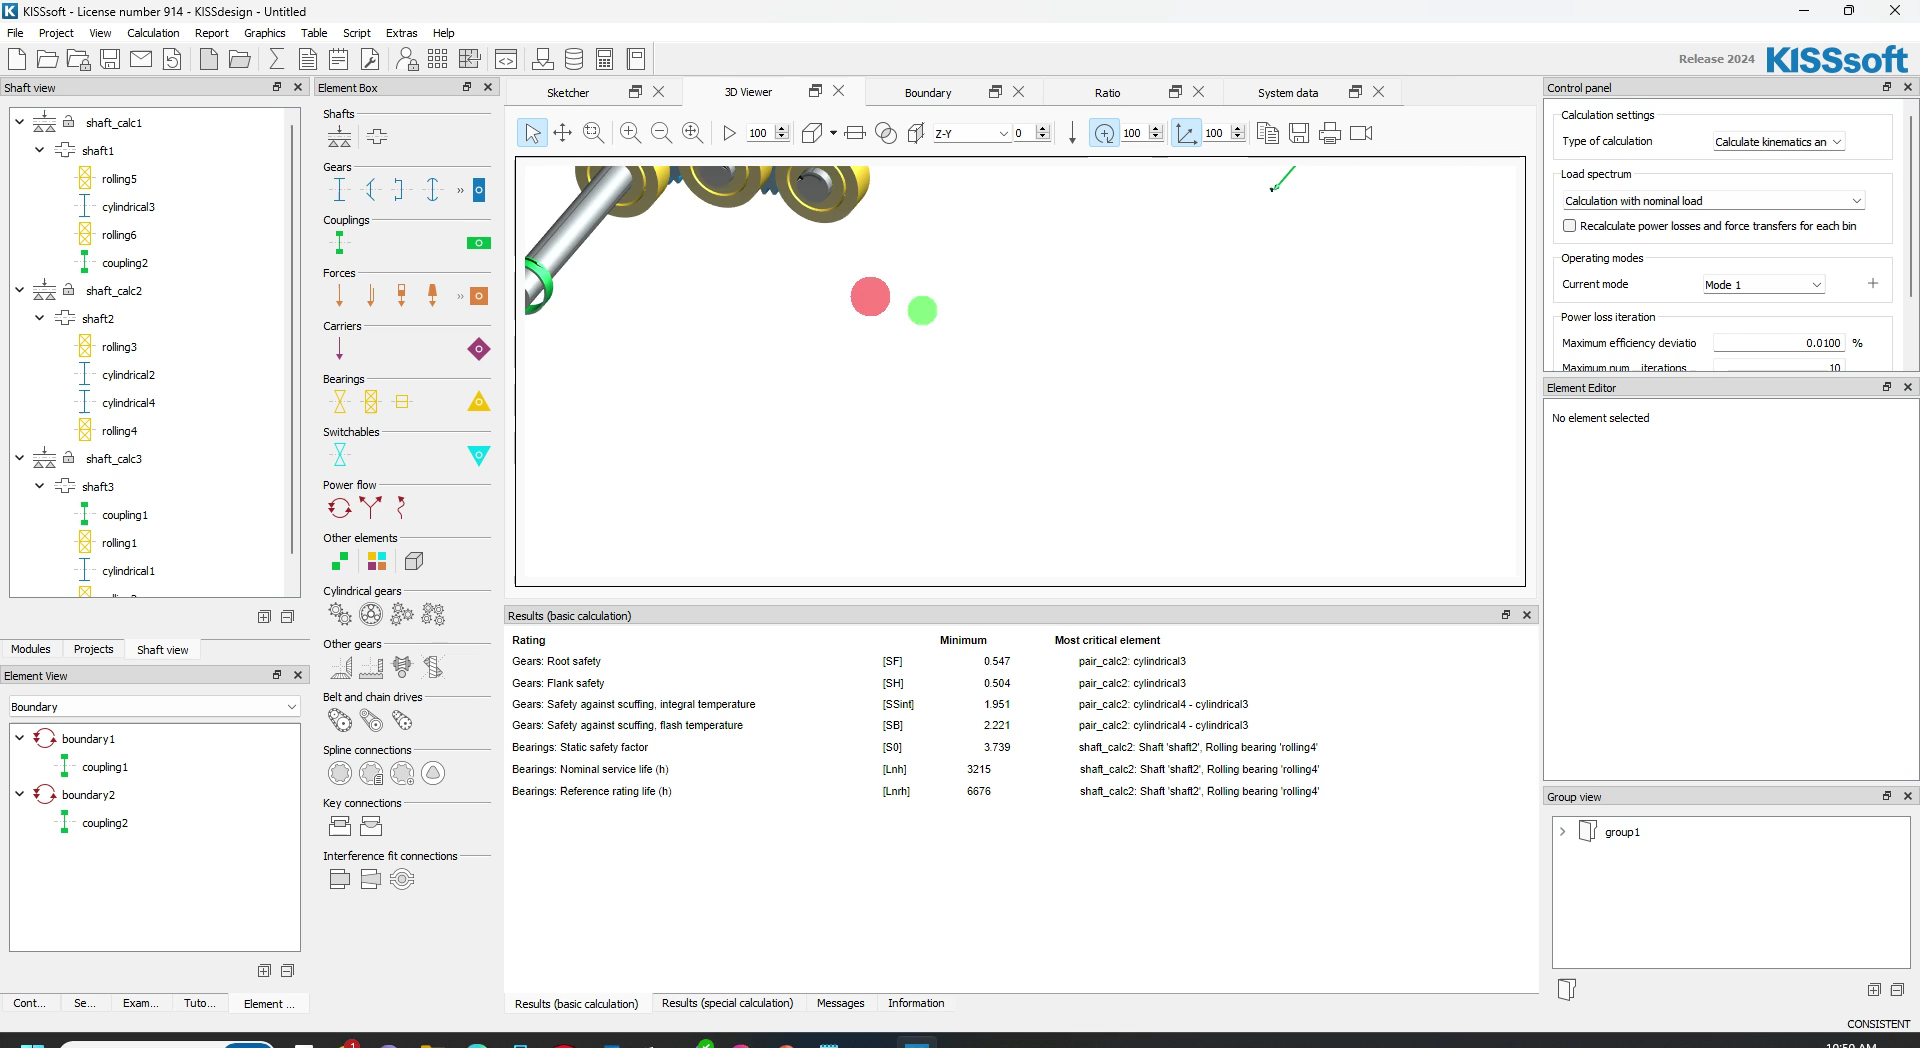 KISSsoft - License number 914 - KISSdesign - Untitled
File Project View Calculation Report Graphics Table Script Extras Help
Release 2024 KISSsoft
Shaft view
shaft_calc1
shaft1
rolling5
cylindrical3
rolling6
coupling2
shaft_calc2
shaft2
rolling3
cylindrical2
cylindrical4
rolling4
shaft_calc3
shaft3
coupling1
rolling1
cylindrical1
Modules Projects Shaft view
Element View
Boundary
boundary1
coupling1
boundary2
coupling2
Cont... Se... Exam... Tuto... Element ...
Element Box
Shafts
Gears
»
Couplings
Forces
»
Carriers
Bearings
Switchables
Power flow
Other elements
Cylindrical gears
Other gears
Belt and chain drives
Spline connections
Key connections
Interference fit connections
Sketcher 3D Viewer Boundary Ratio System data
100 Z-Y 0 100 100
Results (basic calculation)
Rating Minimum Most critical element
Gears: Root safety [SF] 0.547 pair_calc2: cylindrical3
Gears: Flank safety [SH] 0.504 pair_calc2: cylindrical3
Gears: Safety against scuffing, integral temperature [SSint] 1.951 pair_calc2: cylindrical4 - cylindrical3
Gears: Safety against scuffing, flash temperature [SB] 2.221 pair_calc2: cylindrical4 - cylindrical3
Bearings: Static safety factor [S0] 3.739 shaft_calc2: Shaft 'shaft2', Rolling bearing 'rolling4'
Bearings: Nominal service life (h) [Lnh] 3215 shaft_calc2: Shaft 'shaft2', Rolling bearing 'rolling4'
Bearings: Reference rating life (h) [Lnrh] 6676 shaft_calc2: Shaft 'shaft2', Rolling bearing 'rolling4'
Results (basic calculation) Results (special calculation) Messages Information
Control panel
Calculation settings
Type of calculation Calculate kinematics an
Load spectrum
Calculation with nominal load
Recalculate power losses and force transfers for each bin
Operating modes
Current mode Mode 1
Power loss iteration
Maximum efficiency deviatio 0.0100 %
Maximum num iterations 10
Element Editor
No element selected
Group view
group1
CONSISTENT
1
10:50 AM